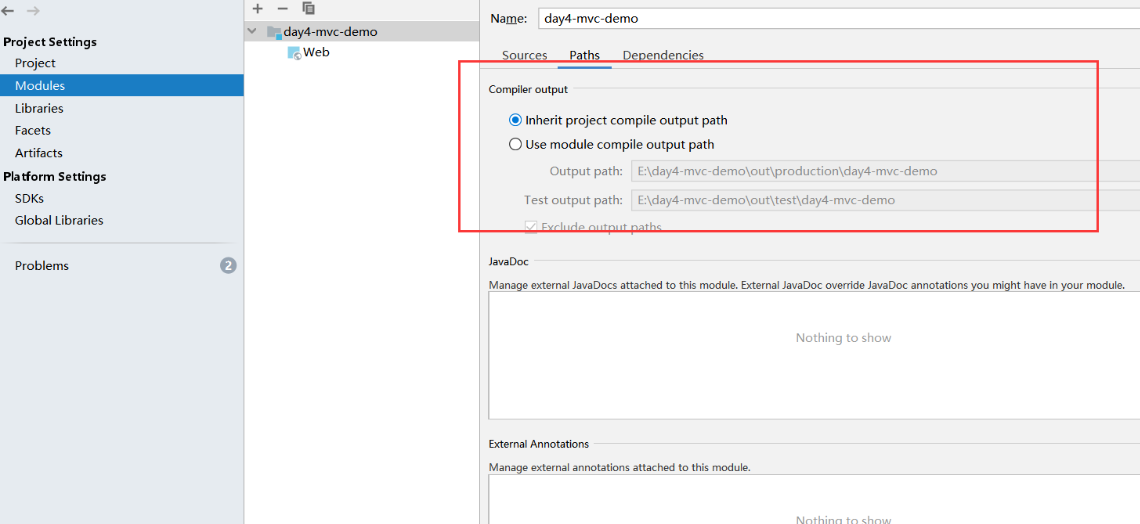 Project Settings
Project
Modules
Libraries
Facets
Artifacts
Platform Settings
SDKs
Global Libraries
Problems 2
day4-mvc-demo
Web
Name: day4-mvc-demo
Sources Paths Dependencies
Compiler output
Inherit project compile output path
Use module compile output path
Output path: E:\day4-mvc-demo\out\production\day4-mvc-demo
Test output path: E:\day4-mvc-demo\out\test\day4-mvc-demo
Exclude output paths
JavaDoc
Manage external JavaDocs attached to this module. External JavaDoc override JavaDoc annotations you might have in your module.
Nothing to show
External Annotations
Manage external annotations attached to this module.
Nothing to show